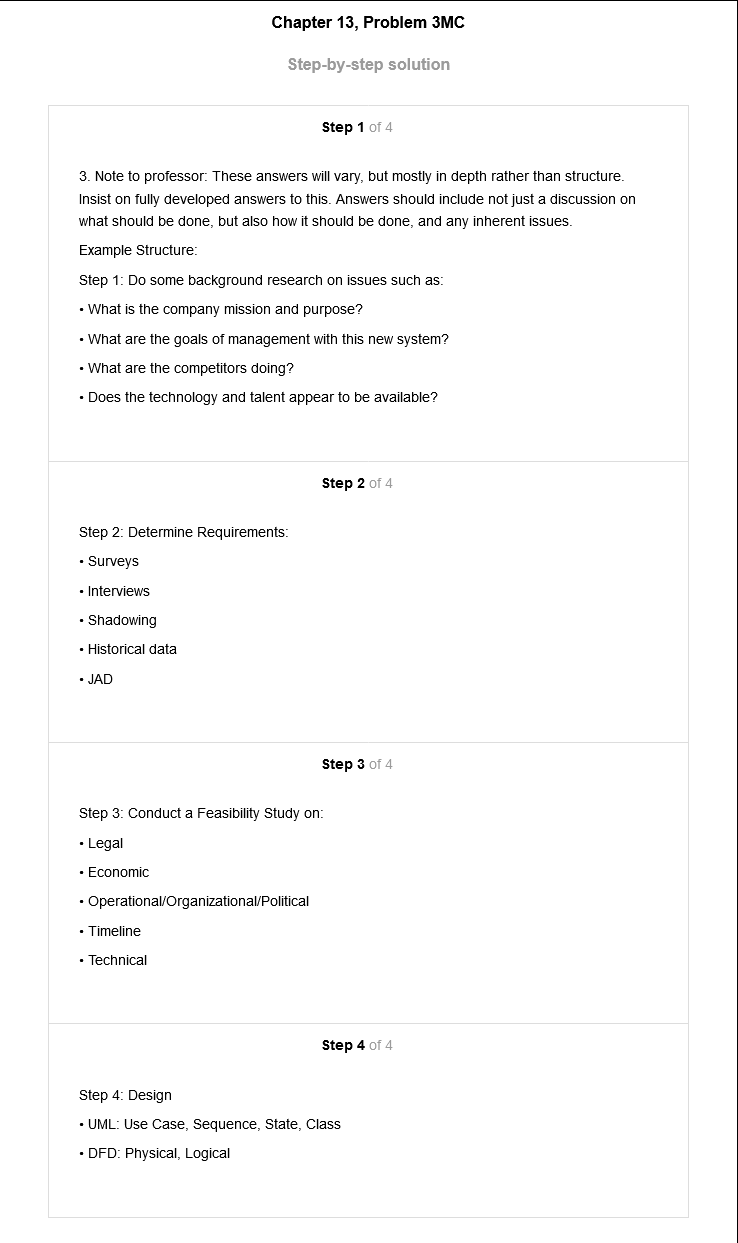 Chapter 13, Problem 3MC
Step-by-step solution
Step 1 of 4
3. Note to professor: These answers will vary, but mostly in depth rather than structure.
Insist on fully developed answers to this. Answers should include not just a discussion on
what should be done, but also how it should be done, and any inherent issues.
Example Structure:
Step 1: Do some background research on issues such as:
• What is the company mission and purpose?
• What are the goals of management with this new system?
• What are the competitors doing?
• Does the technology and talent appear to be available?
Step 2 of 4
Step 2: Determine Requirements:
• Surveys
• Interviews
• Shadowing
• Historical data
• JAD
Step 3 of 4
Step 3: Conduct a Feasibility Study on:
• Legal
• Economic
• Operational/Organizational/Political
• Timeline
• Technical
Step 4 of 4
Step 4: Design
• UML: Use Case, Sequence, State, Class
• DFD: Physical, Logical